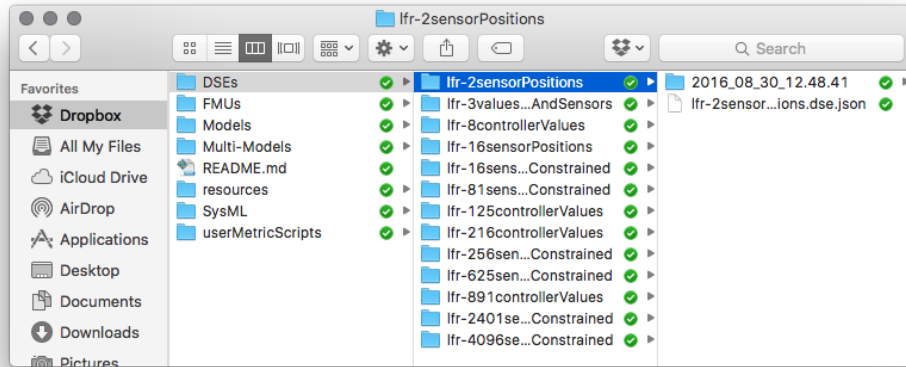 lfr-2sensorPositions
Search
Favorites
Dropbox
All My Files
iCloud Drive
AirDrop
Applications
Desktop
Documents
Downloads
Pictures
DSEs
FMUs
Models
Multi-Models
README.md
resources
SysML
userMetricScripts
lfr-2sensorPositions
lfr-3values...AndSensors
lfr-8controllerValues
lfr-16sensorPositions
lfr-16sens...Constrained
lfr-81sens...Constrained
lfr-125controllerValues
lfr-216controllerValues
lfr-256sen...Constrained
lfr-625sen...Constrained
lfr-891controllerValues
lfr-2401se...Constrained
lfr-4096se...Constrained
2016_08_30_12.48.41
lfr-2sensor...ions.dse.json